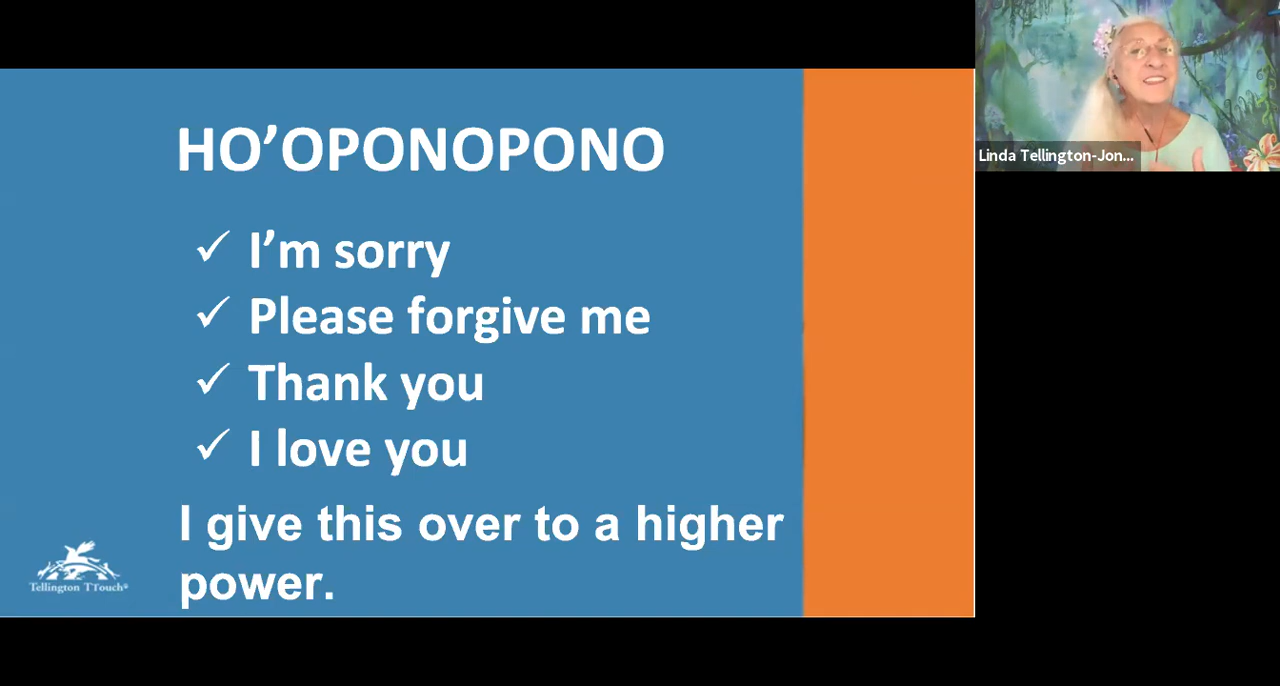 HO’OPONOPONO
✓ I’m sorry
✓ Please forgive me
✓ Thank you
✓ I love you
I give this over to a higher
power.
Tellington TTouch®
Linda Tellington-Jon...